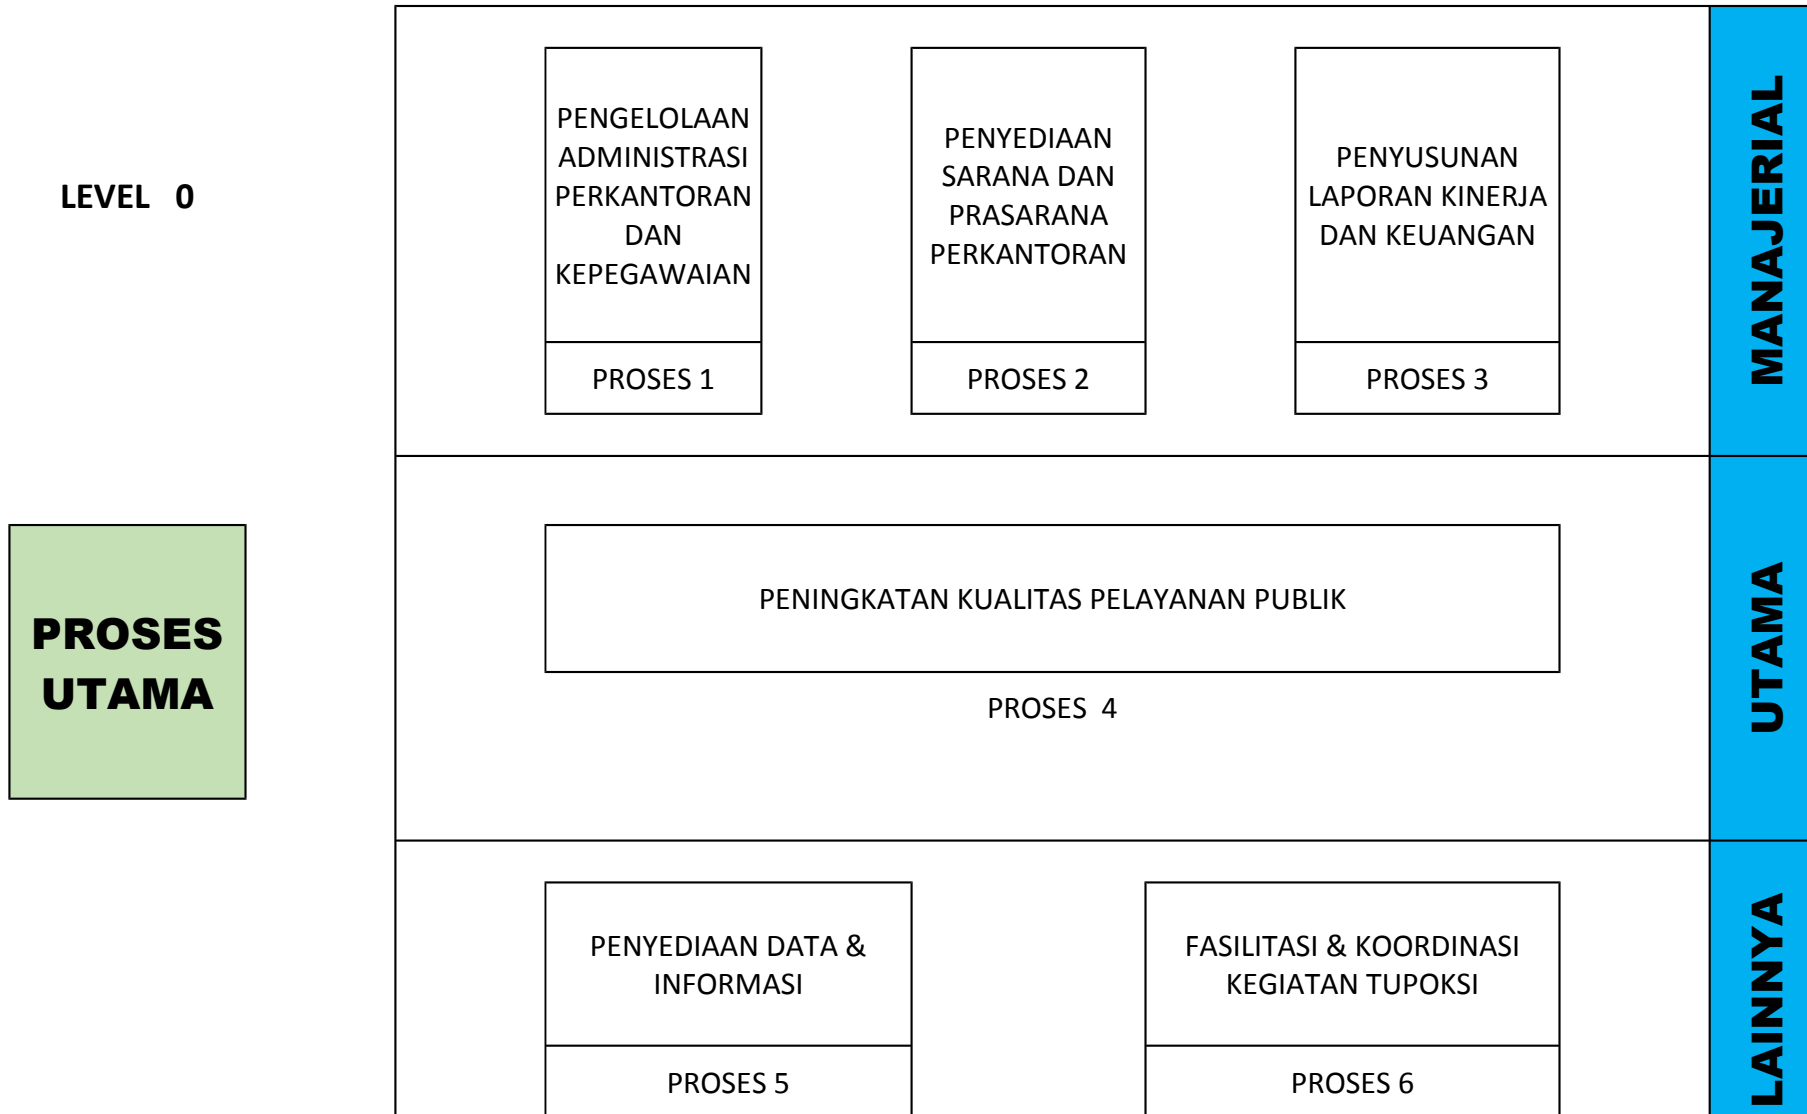 LEVEL 0
PENGELOLAAN
ADMINISTRASI
PERKANTORAN
DAN
KEPEGAWAIAN
PROSES 1
PENYEDIAAN
SARANA DAN
PRASARANA
PERKANTORAN
PROSES 2
PENYUSUNAN
LAPORAN KINERJA
DAN KEUANGAN
PROSES 3
MANAJERIAL
PROSES
UTAMA
PENINGKATAN KUALITAS PELAYANAN PUBLIK
PROSES 4
UTAMA
PENYEDIAAN DATA &
INFORMASI
PROSES 5
FASILITASI & KOORDINASI
KEGIATAN TUPOKSI
PROSES 6
LAINNYA